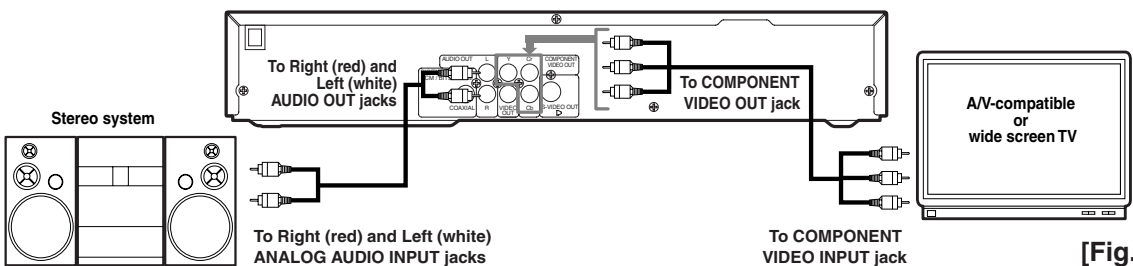 To Right (red) and
Left (white)
AUDIO OUT jacks
AUDIO OUT
L
Y
Cr
COMPONENT
VIDEO OUT
COAXIAL
R
VIDEO
OUT
Cb
S-VIDEO OUT
To COMPONENT
VIDEO OUT jack
A/V-compatible
or
wide screen TV
Stereo system
To Right (red) and Left (white)
ANALOG AUDIO INPUT jacks
To COMPONENT
VIDEO INPUT jack
[Fig.